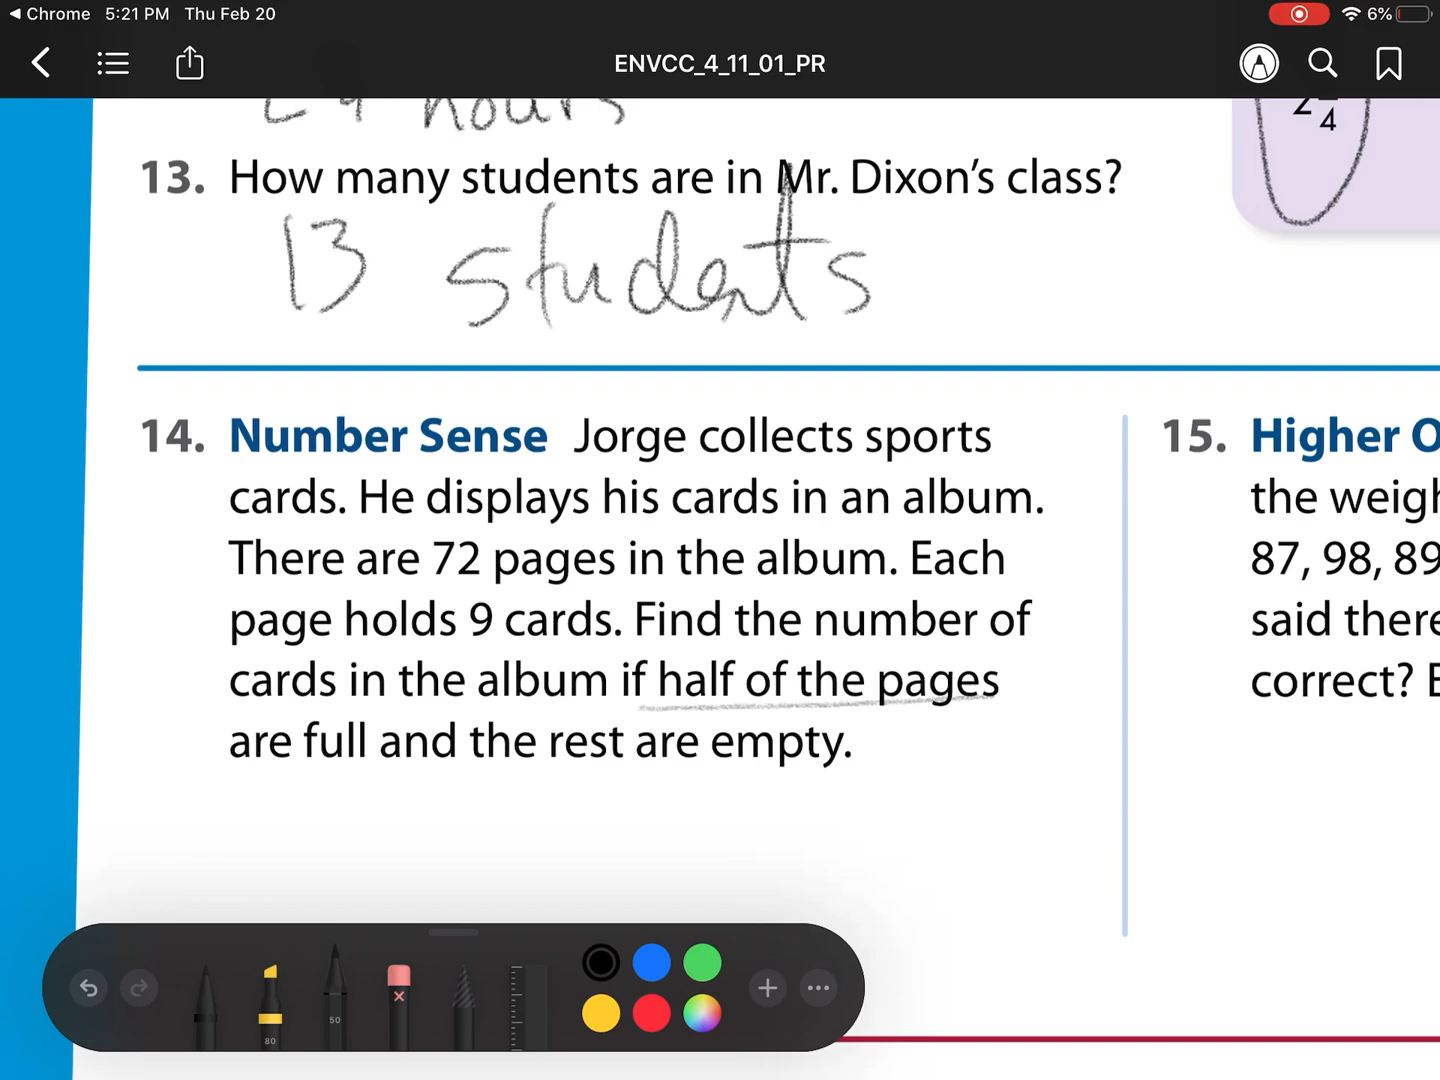 Chrome 5:21 PM Thu Feb 20 6%
ENVCC_4_11_01_PR
hours
2 4
13. How many students are in Mr. Dixon's class?
13 students
14. Number Sense Jorge collects sports
cards. He displays his cards in an album.
There are 72 pages in the album. Each
page holds 9 cards. Find the number of
cards in the album if half of the pages
are full and the rest are empty.
15. Higher O
the weigh
87, 98, 89
said there
correct? E
80
50